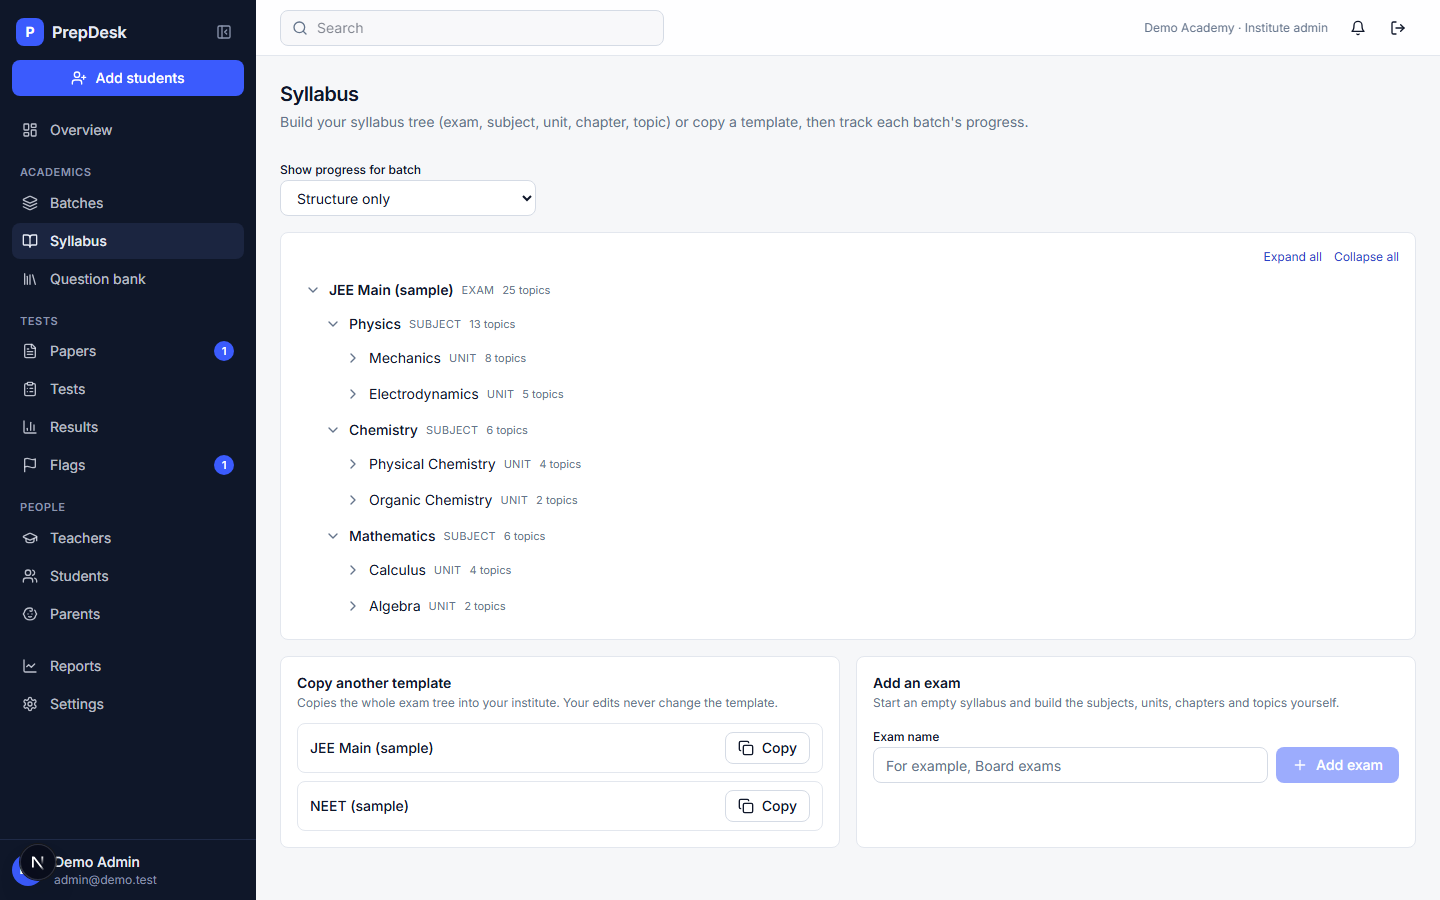 P PrepDesk
Add students
Overview
ACADEMICS
Batches
Syllabus
Question bank
TESTS
Papers 1
Tests
Results
Flags 1
PEOPLE
Teachers
Students
Parents
Reports
Settings
N Demo Admin
admin@demo.test
Search
Demo Academy · Institute admin
Syllabus
Build your syllabus tree (exam, subject, unit, chapter, topic) or copy a template, then track each batch's progress.
Show progress for batch
Structure only
Expand all Collapse all
JEE Main (sample) EXAM 25 topics
Physics SUBJECT 13 topics
Mechanics UNIT 8 topics
Electrodynamics UNIT 5 topics
Chemistry SUBJECT 6 topics
Physical Chemistry UNIT 4 topics
Organic Chemistry UNIT 2 topics
Mathematics SUBJECT 6 topics
Calculus UNIT 4 topics
Algebra UNIT 2 topics
Copy another template
Copies the whole exam tree into your institute. Your edits never change the template.
JEE Main (sample) Copy
NEET (sample) Copy
Add an exam
Start an empty syllabus and build the subjects, units, chapters and topics yourself.
Exam name
For example, Board exams
Add exam